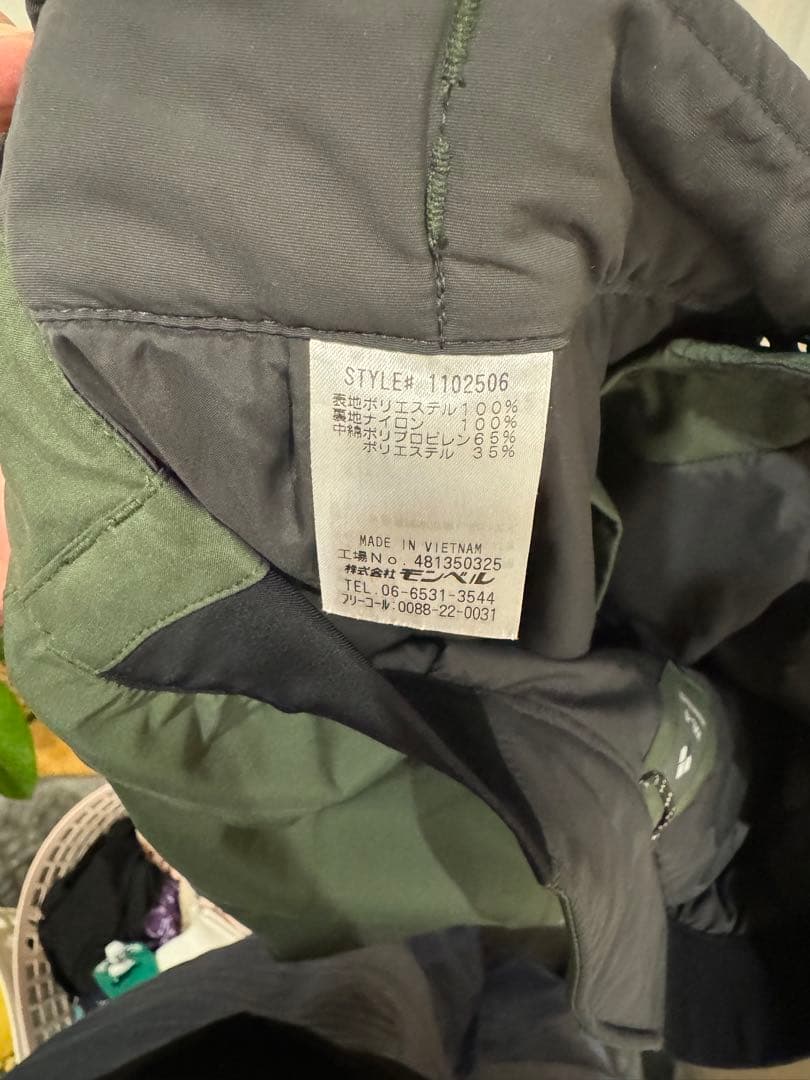 STYLE# 1102506
表地ポリエステル100%
裏地ナイロン 100%
中綿ポリプロピレン65%
ポリエステル 35%
MADE IN VIETNAM
工場No. 481350325
株式会社 モンベル
TEL.06-6531-3544
フリーコール:0088-22-0031